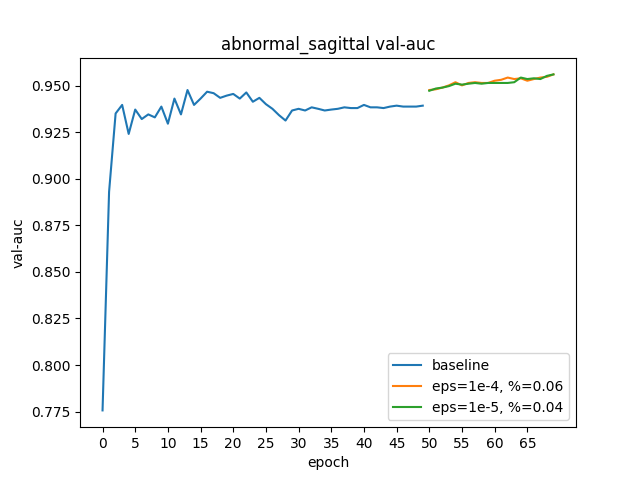 abnormal_sagittal val-auc
val-auc
0.950
0.925
0.900
0.875
0.850
0.825
0.800
0.775
baseline
eps=1e-4, %=0.06
eps=1e-5, %=0.04
0 5 10 15 20 25 30 35 40 45 50 55 60 65
epoch